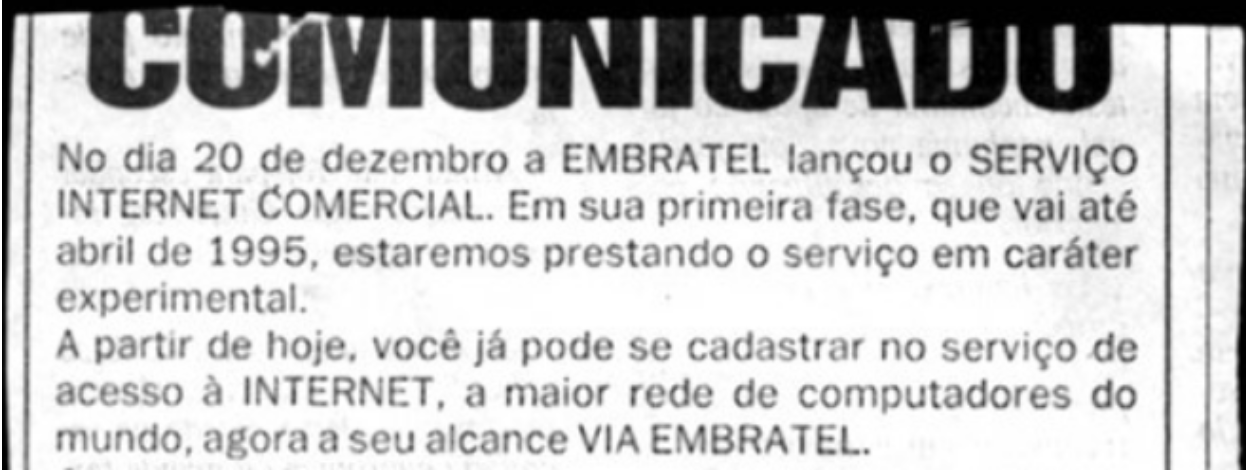 COMUNICADO
No dia 20 de dezembro a EMBRATEL lançou o SERVIÇO
INTERNET COMERCIAL. Em sua primeira fase, que vai até
abril de 1995, estaremos prestando o serviço em caráter
experimental.
A partir de hoje, você já pode se cadastrar no serviço de
acesso à INTERNET, a maior rede de computadores do
mundo, agora a seu alcance VIA EMBRATEL.